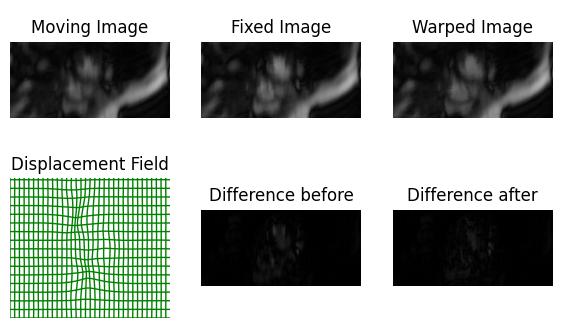 Moving Image
Fixed Image
Warped Image
Displacement Field
Difference before
Difference after